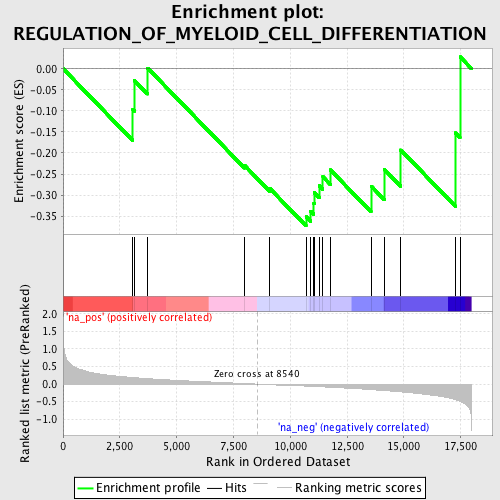 Enrichment plot:
REGULATION_OF_MYELOID_CELL_DIFFERENTIATION
Enrichment score (ES)
0.00
-0.05
-0.10
-0.15
-0.20
-0.25
-0.30
-0.35
'na_pos' (positively correlated)
Ranked list metric (PreRanked)
2.0
1.5
1.0
0.5
0.0
-0.5
-1.0
Zero cross at 8540
'na_neg' (negatively correlated)
0
2,500
5,000
7,500
10,000
12,500
15,000
17,500
Rank in Ordered Dataset
Enrichment profile
Hits
Ranking metric scores